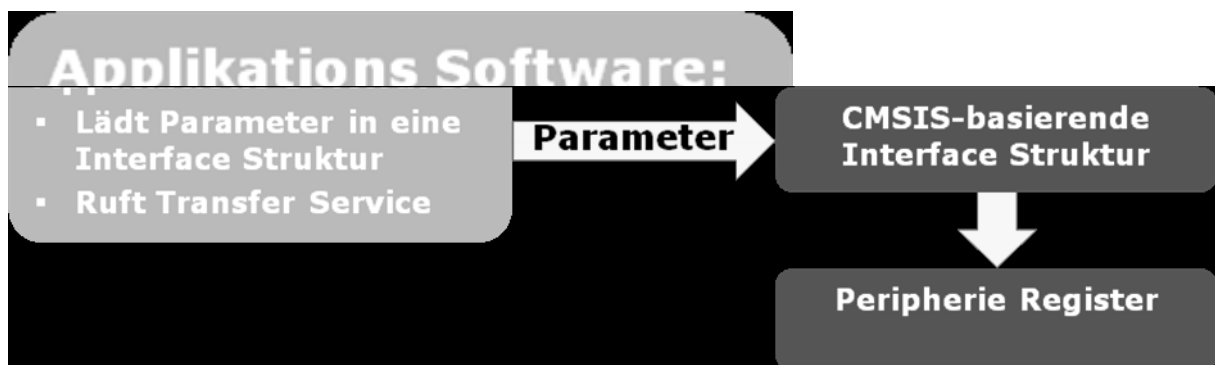 Applikations Software:
▪ Lädt Parameter in eine
Interface Struktur
▪ Ruft Transfer Service
Parameter
CMSIS-basierende
Interface Struktur
Peripherie Register